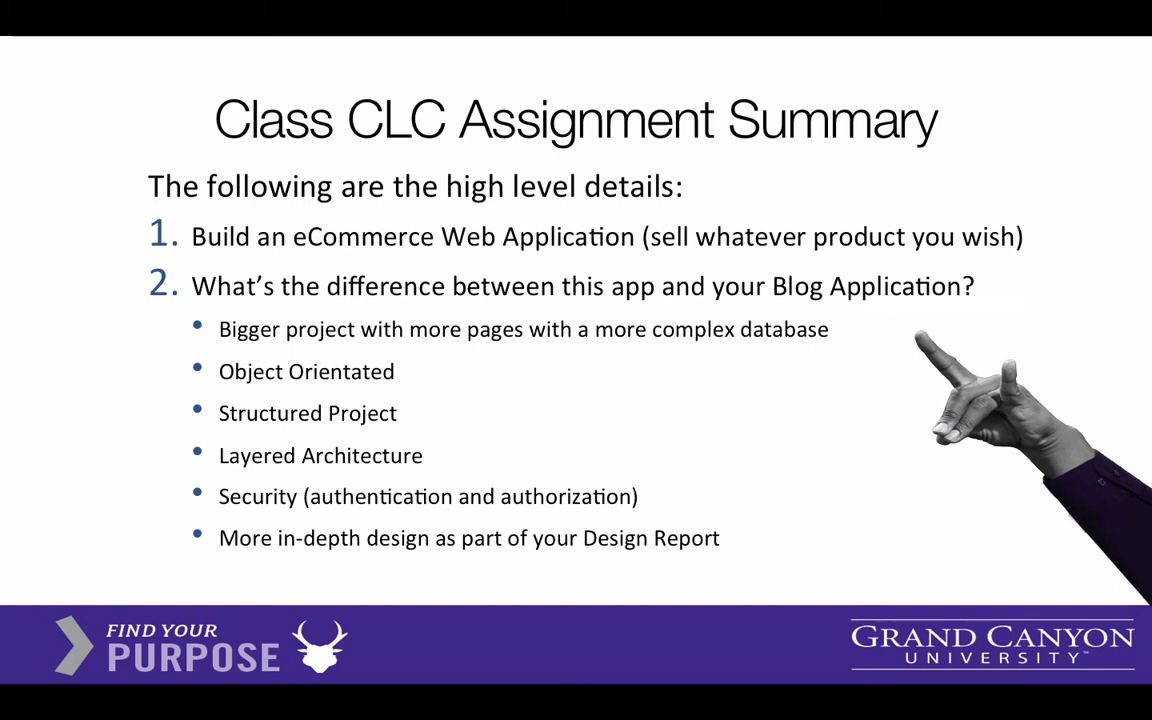 Class CLC Assignment Summary
The following are the high level details:
1. Build an eCommerce Web Application (sell whatever product you wish)
2. What's the difference between this app and your Blog Application?
• Bigger project with more pages with a more complex database
• Object Orientated
• Structured Project
• Layered Architecture
• Security (authentication and authorization)
• More in-depth design as part of your Design Report
FIND YOUR
PURPOSE
GRAND CANYON
UNIVERSITY™